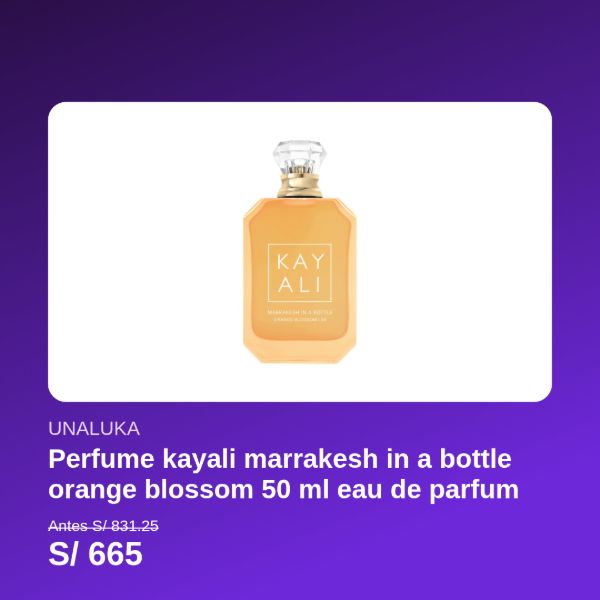 KAY
ALI
MARRAKESH IN A BOTTLE
UNALUKA
Perfume kayali marrakesh in a bottle
orange blossom 50 ml eau de parfum
Antes S/ 831.25
S/ 665